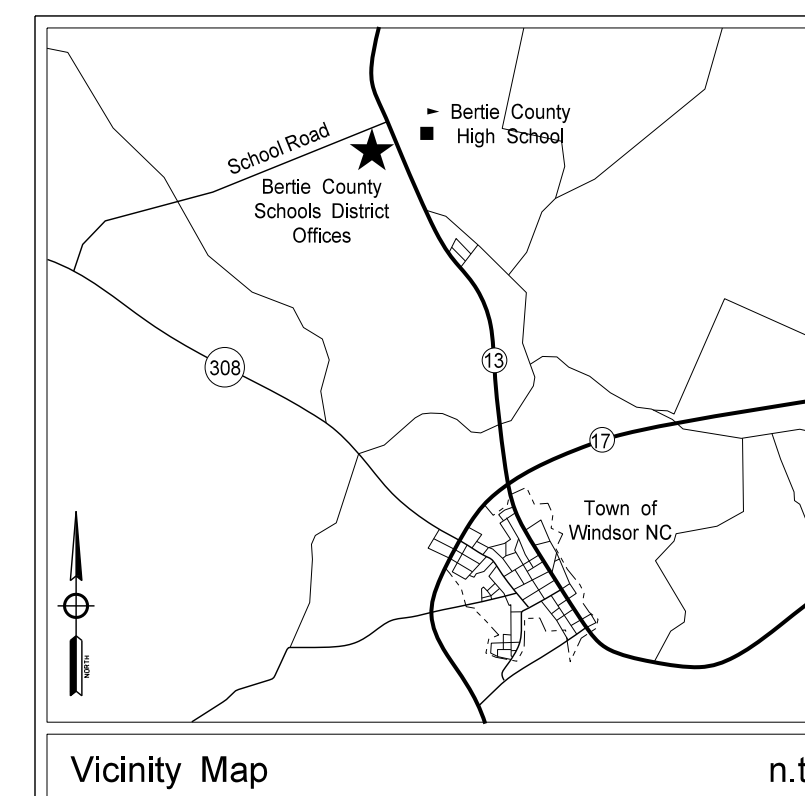 Bertie County
High School
School Road
Bertie County
Schools District
Offices
13
308
17
Town of
Windsor NC
NORTH
Vicinity Map
n.t